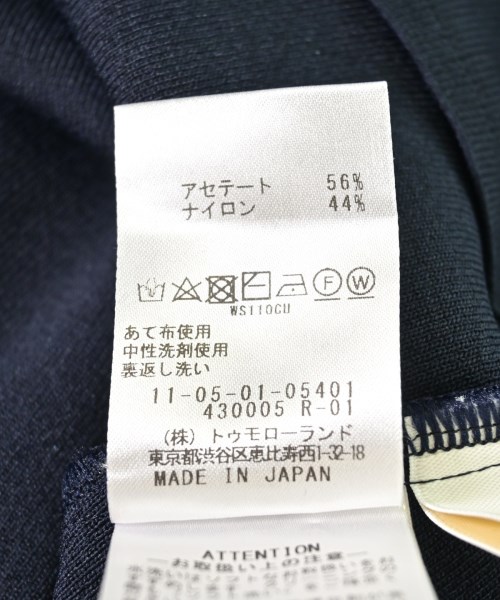 アセテート 56%
ナイロン 44%
F W
WS110CU
あて布使用
中性洗剤使用
裏返し洗い
11-05-01-05401
430005 R-01
(株) トゥモローランド
東京都渋谷区恵比寿西1-32-18
MADE IN JAPAN
ATTENTION
お取扱い上の注意